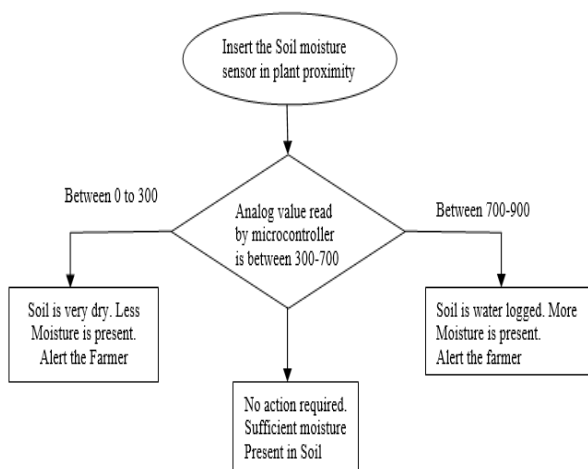 Insert the Soil moisture
sensor in plant proximity
Between 0 to 300
Analog value read
by microcontroller
is between 300-700
Between 700-900
Soil is very dry. Less
Moisture is present.
Alert the Farmer
Soil is water logged. More
Moisture is present.
Alert the farmer
No action required.
Sufficient moisture
Present in Soil